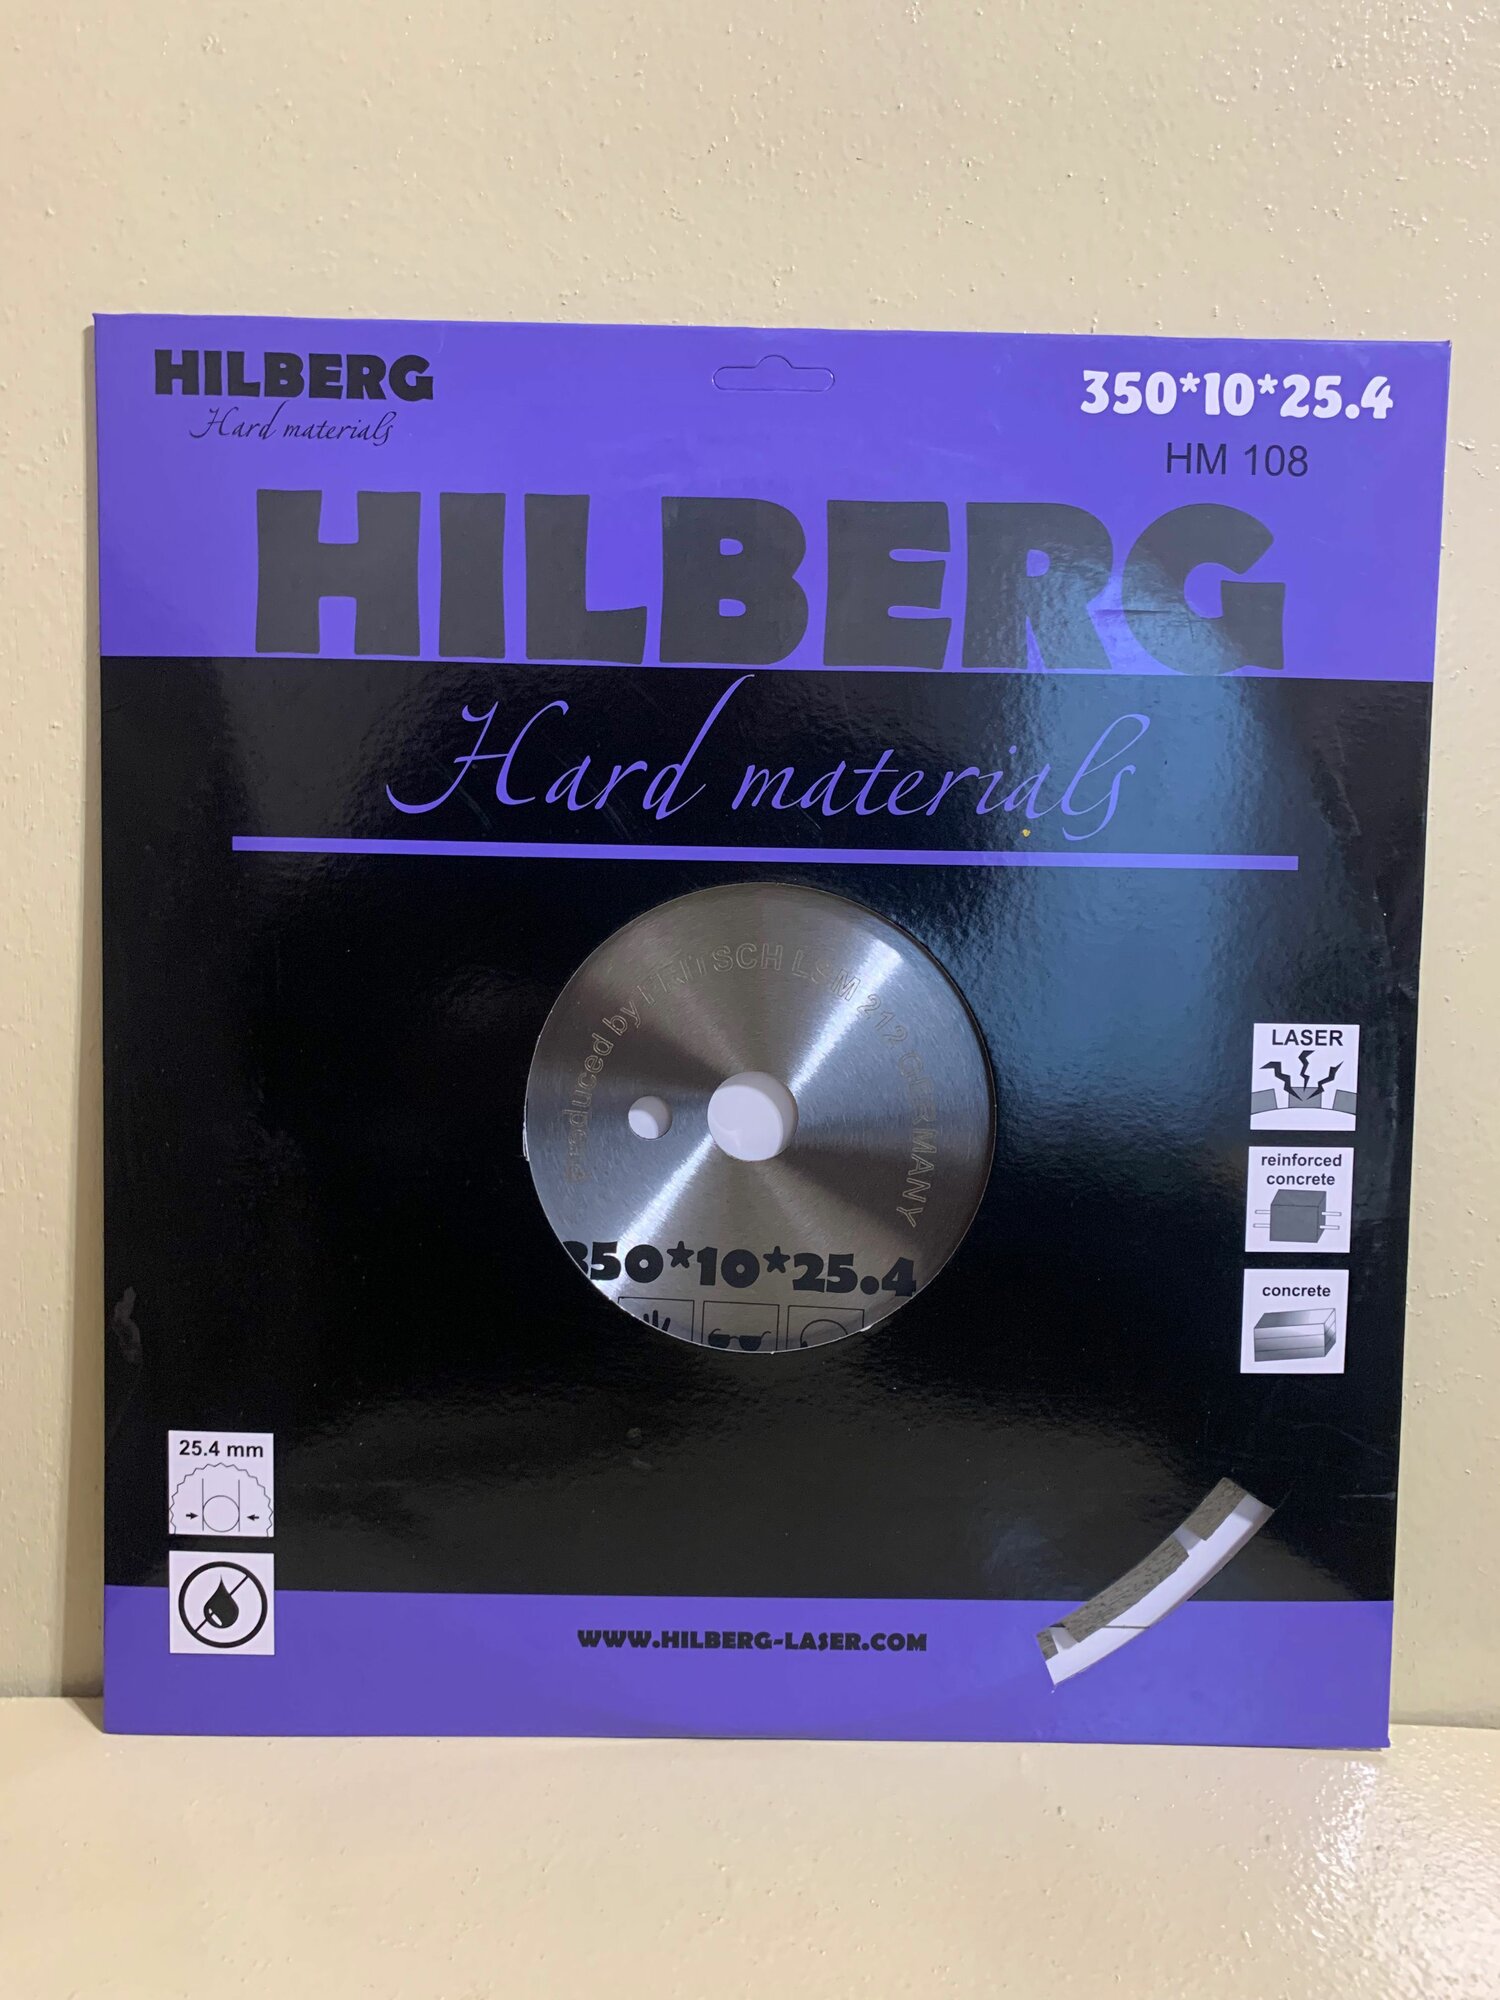 HILBERG
Hard materials
350*10*25.4
HM 108
HILBERG
Hard materials
Produced by FRITSCH LSM 212 GERMANY
350*10*25.4
LASER
reinforced
concrete
concrete
25.4 mm
WWW.HILBERG-LASER.COM